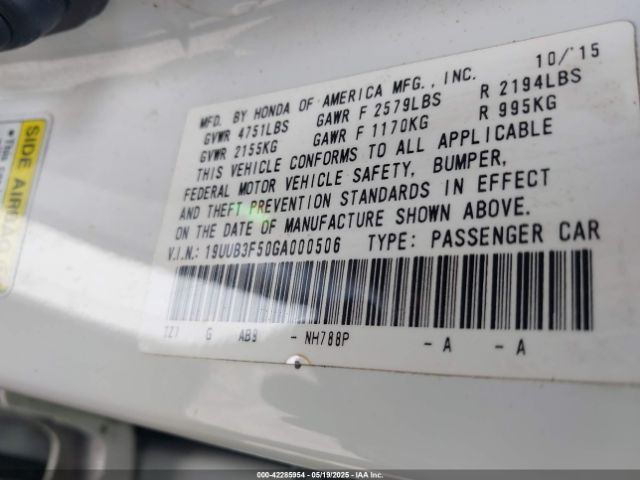 10/'15
MFD. BY HONDA OF AMERICA MFG., INC.
GVWR 4751LBS GAWR F 2579LBS R 2194LBS
GVWR 2155KG GAWR F 1170KG R 995KG
THIS VEHICLE CONFORMS TO ALL APPLICABLE
FEDERAL MOTOR VEHICLE SAFETY, BUMPER,
AND THEFT PREVENTION STANDARDS IN EFFECT
ON THE DATE OF MANUFACTURE SHOWN ABOVE.
V.I.N.: 19UUB3F50GA000506 TYPE: PASSENGER CAR
TZ7 G AB9 - NH788P - A - A
SIDE AIRBAG
000-42285954 - 05/19/2025 - IAA Inc.